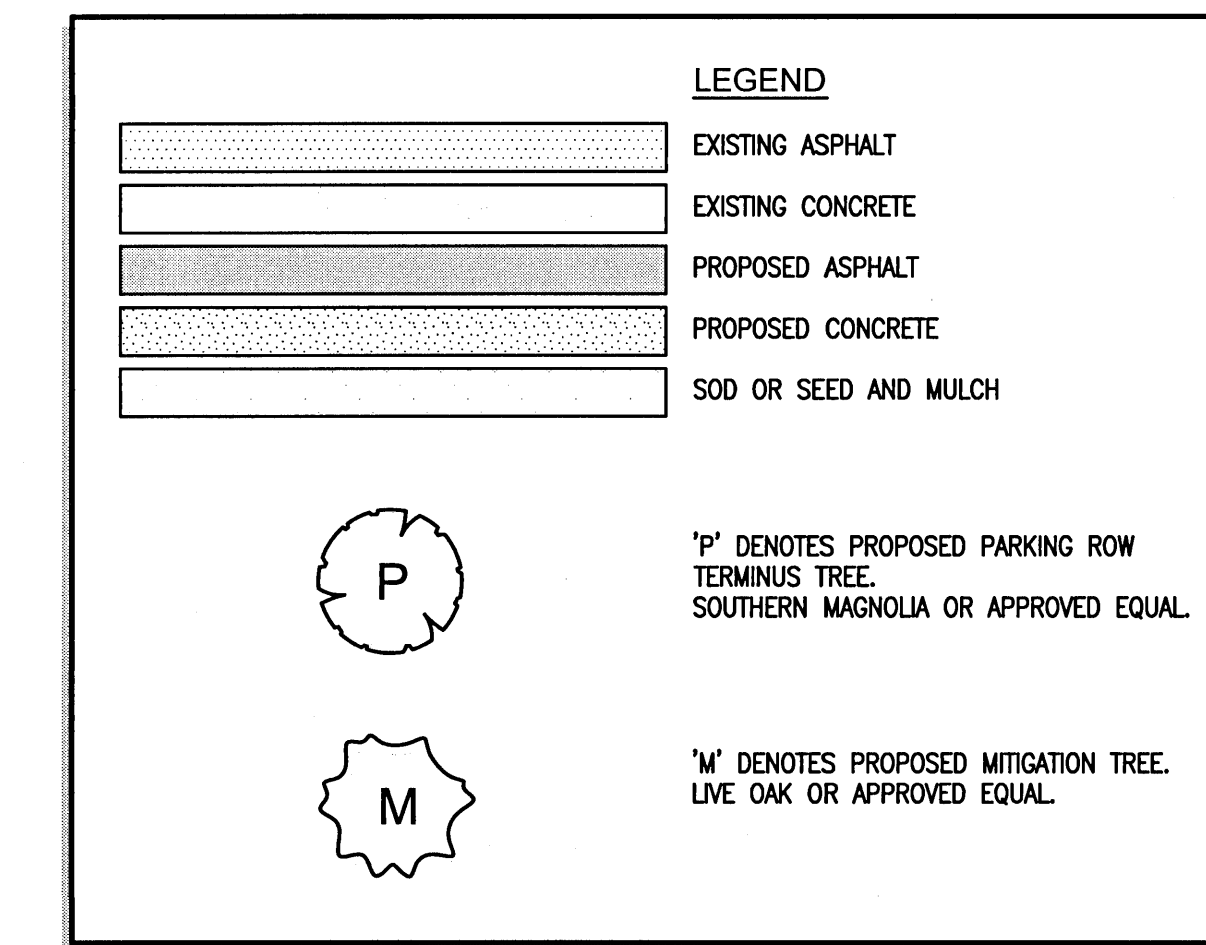 LEGEND
EXISTING ASPHALT
EXISTING CONCRETE
PROPOSED ASPHALT
PROPOSED CONCRETE
SOD OR SEED AND MULCH
P
'P' DENOTES PROPOSED PARKING ROW
TERMINUS TREE.
SOUTHERN MAGNOLIA OR APPROVED EQUAL.
M
'M' DENOTES PROPOSED MITIGATION TREE.
LIVE OAK OR APPROVED EQUAL.